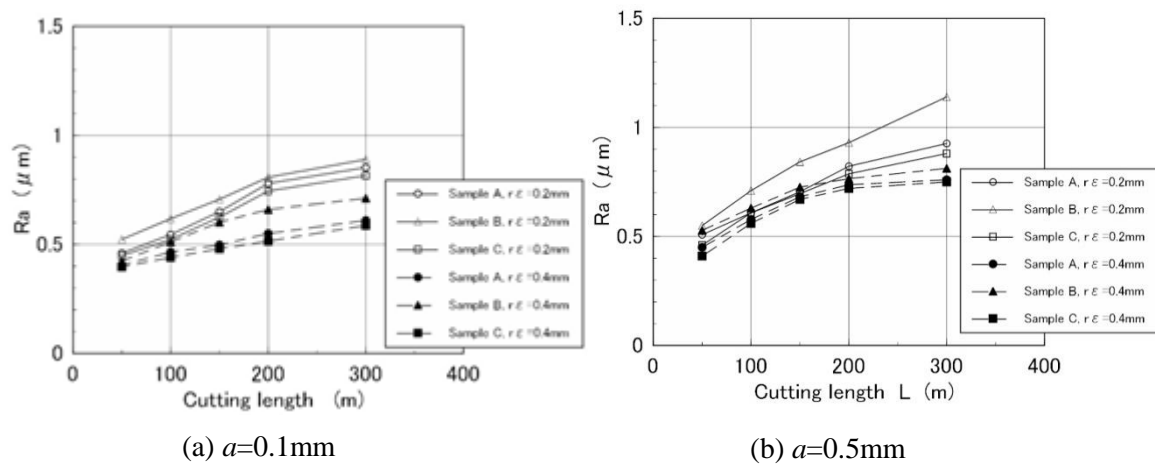 1.5
1
0.5
0
Ra (μm)
0 100 200 300 400
Cutting length (m)
Sample A, rε=0.2mm
Sample B, rε=0.2mm
Sample C, rε=0.2mm
Sample A, rε=0.4mm
Sample B, rε=0.4mm
Sample C, rε=0.4mm
(a) a=0.1mm
1.5
1
0.5
0
Ra (μm)
0 100 200 300 400
Cutting length L (m)
Sample A, rε=0.2mm
Sample B, rε=0.2mm
Sample C, rε=0.2mm
Sample A, rε=0.4mm
Sample B, rε=0.4mm
Sample C, rε=0.4mm
(b) a=0.5mm